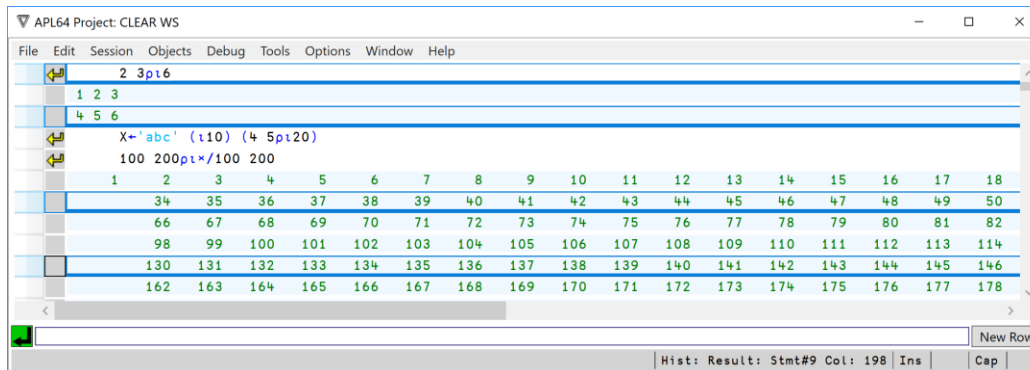 APL64 Project: CLEAR WS
File Edit Session Objects Debug Tools Options Window Help
2 3⍴⍳6
1 2 3
4 5 6
X←'abc' (⍳10) (4 5⍴⍳20)
100 200⍴⍳×/100 200
1 2 3 4 5 6 7 8 9 10 11 12 13 14 15 16 17 18
34 35 36 37 38 39 40 41 42 43 44 45 46 47 48 49 50
66 67 68 69 70 71 72 73 74 75 76 77 78 79 80 81 82
98 99 100 101 102 103 104 105 106 107 108 109 110 111 112 113 114
130 131 132 133 134 135 136 137 138 139 140 141 142 143 144 145 146
162 163 164 165 166 167 168 169 170 171 172 173 174 175 176 177 178
New Row
Hist: Result: Stmt#9 Col: 198 Ins Cap